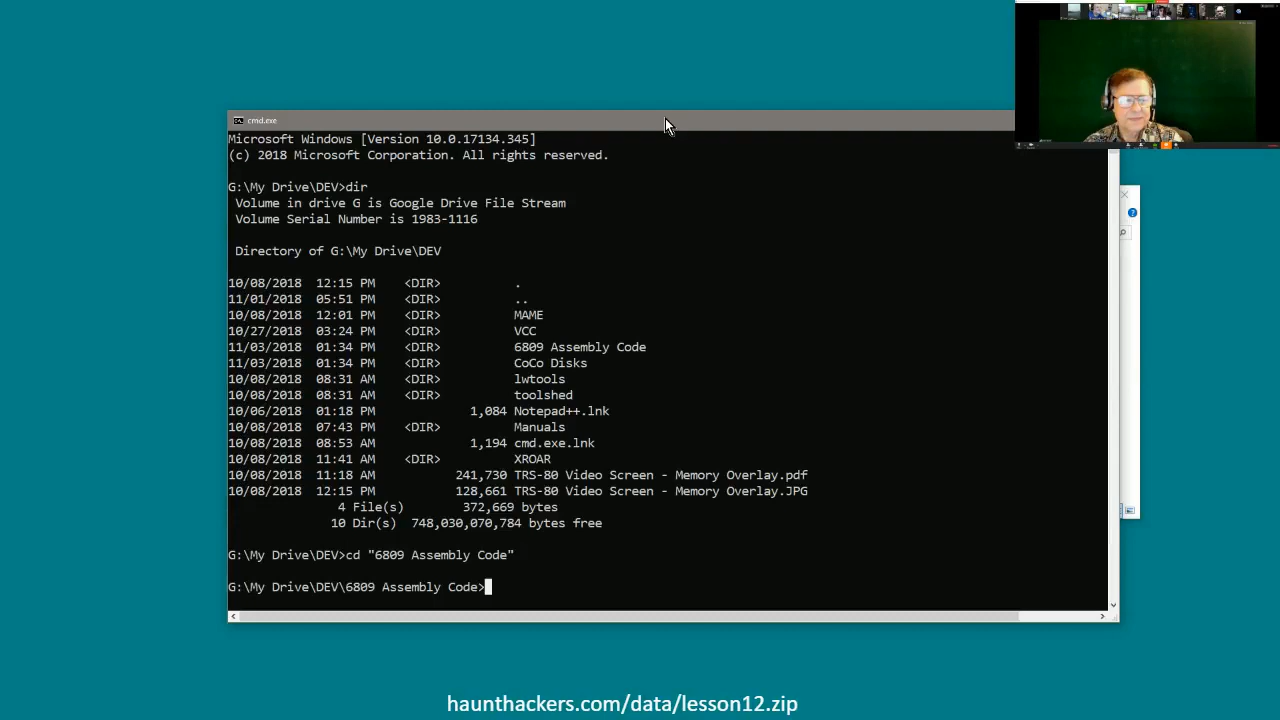 cmd.exe
Microsoft Windows [Version 10.0.17134.345]
(c) 2018 Microsoft Corporation. All rights reserved.
G:\My Drive\DEV>dir
Volume in drive G is Google Drive File Stream
Volume Serial Number is 1983-1116
Directory of G:\My Drive\DEV
10/08/2018 12:15 PM <DIR> .
11/01/2018 05:51 PM <DIR> ..
10/08/2018 12:01 PM <DIR> MAME
10/27/2018 03:24 PM <DIR> VCC
11/03/2018 01:34 PM <DIR> 6809 Assembly Code
11/03/2018 01:34 PM <DIR> CoCo Disks
10/08/2018 08:31 AM <DIR> lwtools
10/08/2018 08:31 AM <DIR> toolshed
10/06/2018 01:18 PM 1,084 Notepad++.lnk
10/08/2018 07:43 PM <DIR> Manuals
10/08/2018 08:53 AM 1,194 cmd.exe.lnk
10/08/2018 11:41 AM <DIR> XROAR
10/08/2018 11:18 AM 241,730 TRS-80 Video Screen - Memory Overlay.pdf
10/08/2018 12:15 PM 128,661 TRS-80 Video Screen - Memory Overlay.JPG
4 File(s) 372,669 bytes
10 Dir(s) 748,030,070,784 bytes free
G:\My Drive\DEV>cd "6809 Assembly Code"
G:\My Drive\DEV\6809 Assembly Code>
haunthackers.com/data/lesson12.zip